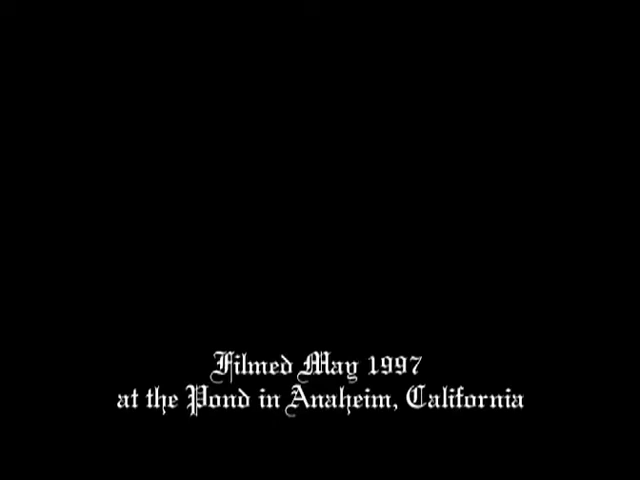 Filmed May 1997
at the Pond in Anaheim, California